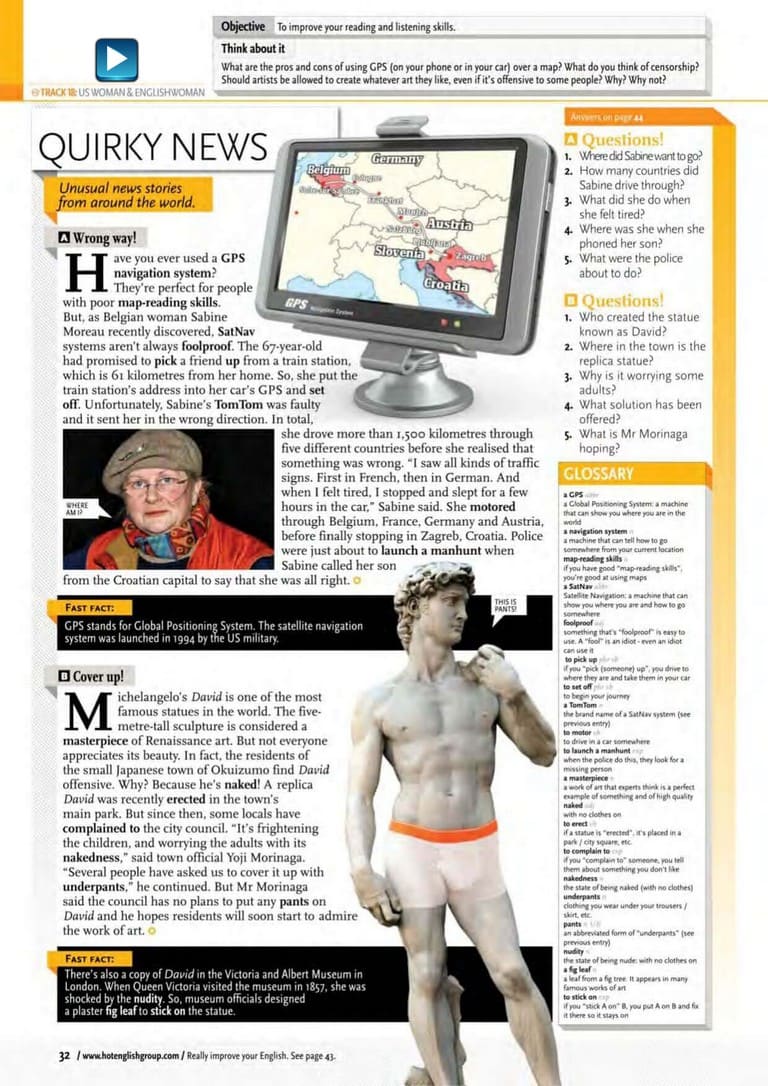 Objective To improve your reading and listening skills.
Think about it
What are the pros and cons of using GPS (on your phone or in your car) over a map? What do you think of censorship?
Should artists be allowed to create whatever art they like, even if it's offensive to some people? Why? Why not?
TRACK 18: US WOMAN & ENGLISHWOMAN
QUIRKY NEWS
Unusual news stories
from around the world.
A Wrong way!
Have you ever used a GPS
navigation system?
They're perfect for people
with poor map-reading skills.
But, as Belgian woman Sabine
Moreau recently discovered, SatNav
systems aren't always foolproof. The 67-year-old
had promised to pick a friend up from a train station,
which is 61 kilometres from her home. So, she put the
train station's address into her car's GPS and set
off. Unfortunately, Sabine's TomTom was faulty
and it sent her in the wrong direction. In total,
she drove more than 1,500 kilometres through
five different countries before she realised that
something was wrong. "I saw all kinds of traffic
signs. First in French, then in German. And
when I felt tired, I stopped and slept for a few
hours in the car," Sabine said. She motored
through Belgium, France, Germany and Austria,
before finally stopping in Zagreb, Croatia. Police
were just about to launch a manhunt when
Sabine called her son
from the Croatian capital to say that she was all right.
WHERE
AM I?
Germany
Belgium
Cologne
Frankfurt
Munich
Austria
Salzburg
Ljubljana
Slovenia
Zagreb
Croatia
GPS Navigation System
FAST FACT:
GPS stands for Global Positioning System. The satellite navigation
system was launched in 1994 by the US military.
THIS IS
PANTS!
B Cover up!
Michelangelo's David is one of the most
famous statues in the world. The five-
metre-tall sculpture is considered a
masterpiece of Renaissance art. But not everyone
appreciates its beauty. In fact, the residents of
the small Japanese town of Okuizumo find David
offensive. Why? Because he's naked! A replica
David was recently erected in the town's
main park. But since then, some locals have
complained to the city council. "It's frightening
the children, and worrying the adults with its
nakedness," said town official Yoji Morinaga.
"Several people have asked us to cover it up with
underpants," he continued. But Mr Morinaga
said the council has no plans to put any pants on
David and he hopes residents will soon start to admire
the work of art.
FAST FACT:
There's also a copy of David in the Victoria and Albert Museum in
London. When Queen Victoria visited the museum in 1857, she was
shocked by the nudity. So, museum officials designed
a plaster fig leaf to stick on the statue.
Answers on page 44
A Questions!
1. Where did Sabine want to go?
2. How many countries did
Sabine drive through?
3. What did she do when
she felt tired?
4. Where was she when she
phoned her son?
5. What were the police
about to do?
B Questions!
1. Who created the statue
known as David?
2. Where in the town is the
replica statue?
3. Why is it worrying some
adults?
4. What solution has been
offered?
5. What is Mr Morinaga
hoping?
GLOSSARY
a GPS abbr
a Global Positioning System: a machine
that can show you where you are in the
world
a navigation system n
a machine that can tell how to go
somewhere from your current location
map-reading skills n
if you have good "map-reading skills",
you're good at using maps
a SatNav abbr
Satellite Navigation: a machine that can
show you where you are and how to go
somewhere
foolproof adj
something that's "foolproof" is easy to
use. A "fool" is an idiot - even an idiot
can use it
to pick up phr vb
if you "pick (someone) up", you drive to
where they are and take them in your car
to set off phr vb
to begin your journey
a TomTom n
the brand name of a SatNav system (see
previous entry)
to motor vb
to drive in a car somewhere
to launch a manhunt exp
when the police do this, they look for a
missing person
a masterpiece n
a work of art that experts think is a perfect
example of something and of high quality
naked adj
with no clothes on
to erect vb
if a statue is "erected", it's placed in a
park / city square, etc.
to complain to exp
if you "complain to" someone, you tell
them about something you don't like
nakedness n
the state of being naked (with no clothes)
underpants n
clothing you wear under your trousers /
skirt, etc.
pants n
an abbreviated form of "underpants" (see
previous entry)
nudity n
the state of being nude: with no clothes on
a fig leaf n
a leaf from a fig tree. It appears in many
famous works of art
to stick on exp
if you "stick A on" B, you put A on B and fix
it there so it stays on
32 / www.hotenglishgroup.com / Really improve your English. See page 43.